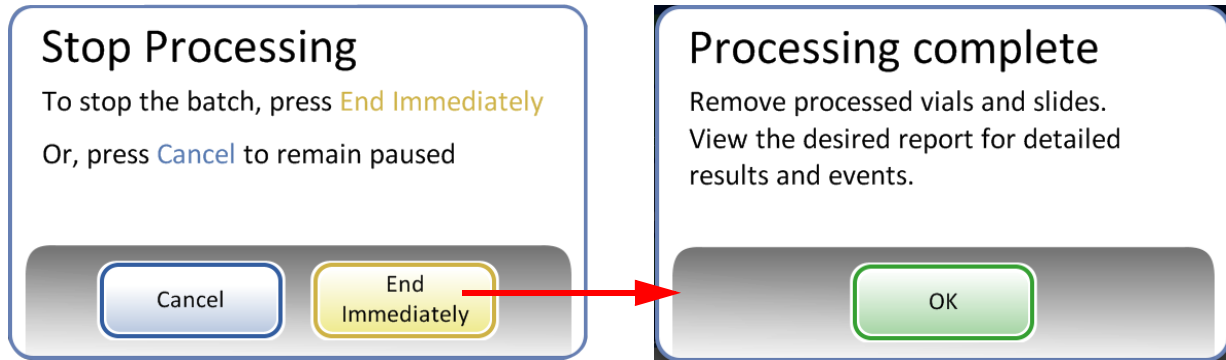 Stop Processing
To stop the batch, press End Immediately
Or, press Cancel to remain paused
Cancel
End
Immediately
Processing complete
Remove processed vials and slides.
View the desired report for detailed
results and events.
OK